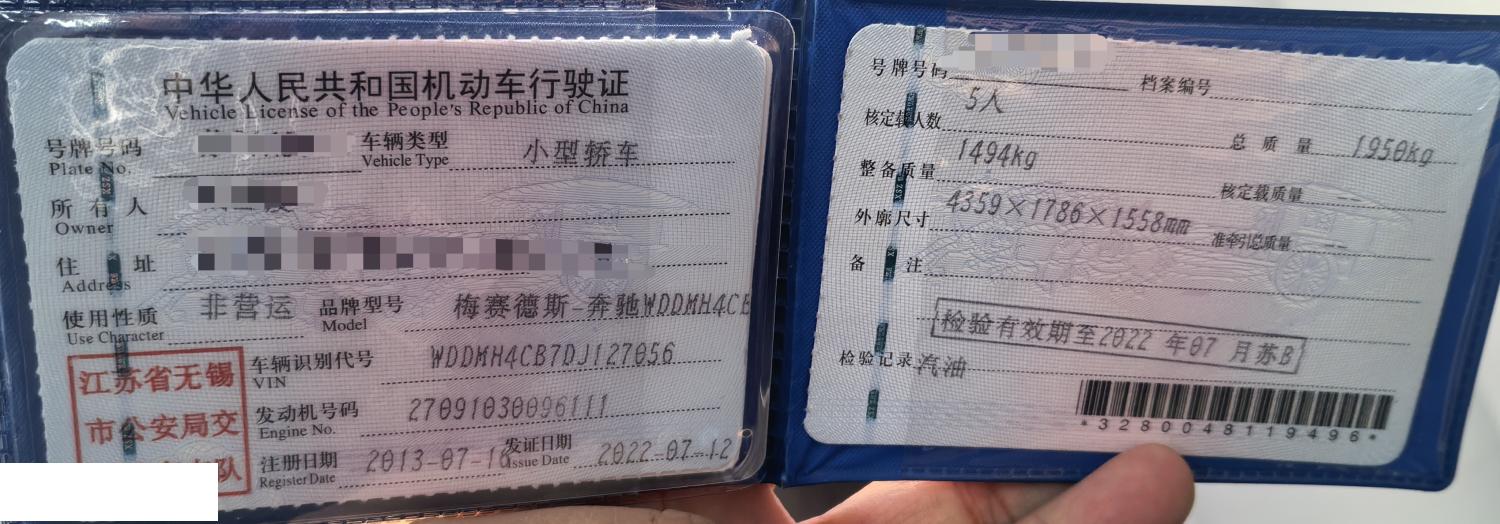 中华人民共和国机动车行驶证
Vehicle License of the People's Republic of China
号牌号码 车辆类型 小型轿车
Plate No. Vehicle Type
所有人
Owner
住址
Address
使用性质 非营运 品牌型号 梅赛德斯-奔驰WDDMH4CB
Use Character Model
江苏省无锡
市公安局交
队
车辆识别代号 WDDMH4CB7DJ127056
VIN
发动机号码 27091030096111
Engine No.
注册日期 2013-07-16 发证日期 2022-07-12
Register Date Issue Date
号牌号码 档案编号
核定载人数 5人 总质量 1950kg
整备质量 1494kg 核定载质量 --
外廓尺寸 4359×1786×1558mm 准牵引总质量 --
备注
检验有效期至2022年07月苏B
检验记录 汽油
*3280048119496*